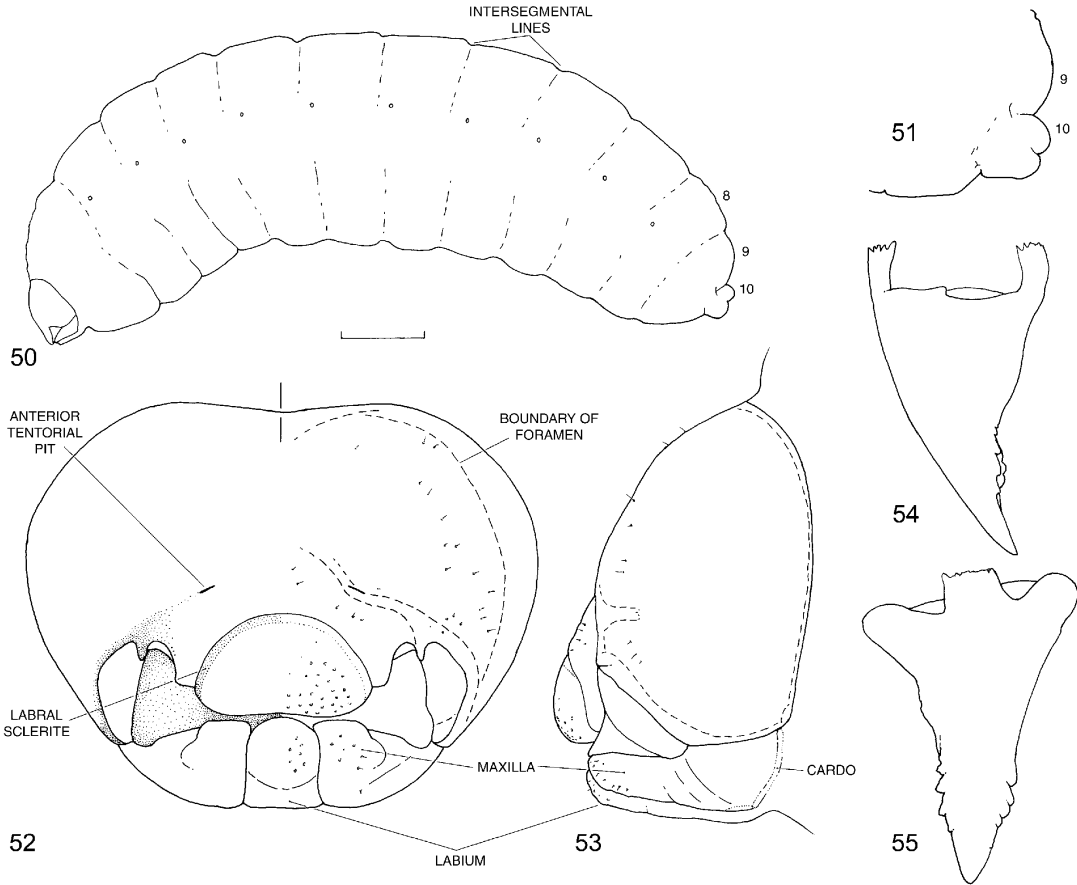 INTERSEGMENTAL
LINES
8
9
10
50
9
10
51
ANTERIOR
TENTORIAL
PIT
BOUNDARY OF
FORAMEN
LABRAL
SCLERITE
MAXILLA
CARDO
LABIUM
52
53
54
55